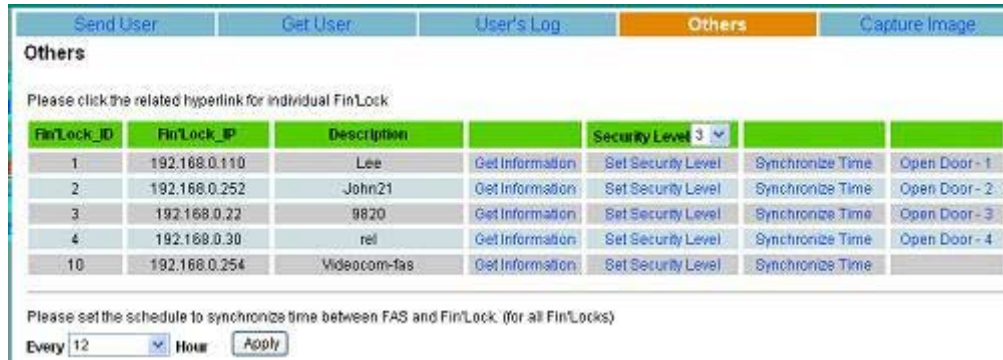 Send User Get User User's Log Others Capture Image
Others
Please click the related hyperlink for individual Fin'Lock
Fin'Lock_ID Fin'Lock_IP Description Security Level 3
1 192.168.0.110 Lee Get Information Set Security Level Synchronize Time Open Door - 1
2 192.168.0.252 John21 Get Information Set Security Level Synchronize Time Open Door - 2
3 192.168.0.22 9820 Get Information Set Security Level Synchronize Time Open Door - 3
4 192.168.0.30 rel Get Information Set Security Level Synchronize Time Open Door - 4
10 192.168.0.254 Videocom-fas Get Information Set Security Level Synchronize Time
Please set the schedule to synchronize time between FAS and Fin'Lock. (for all Fin'Locks)
Every 12 Hour Apply